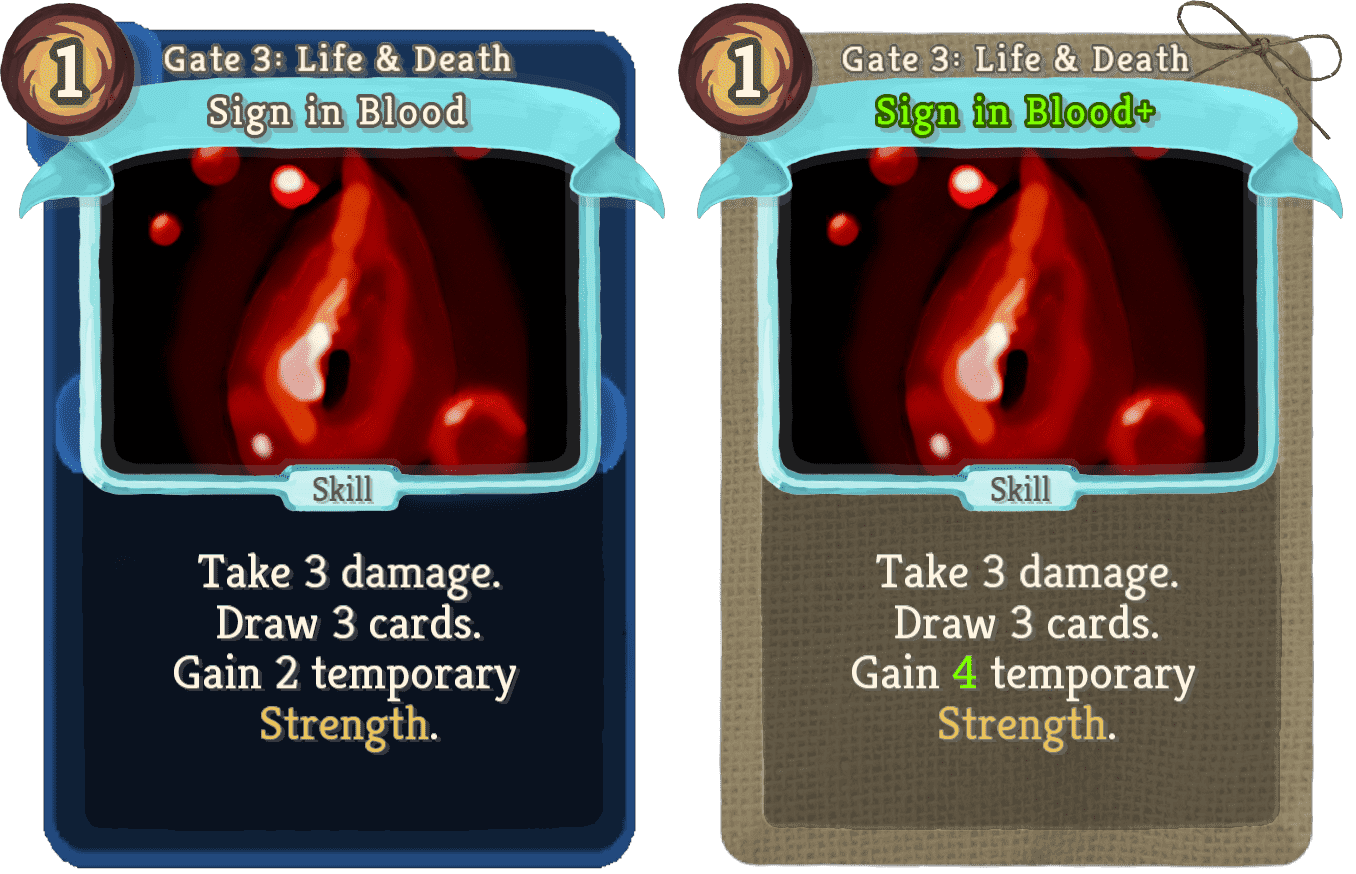 1
Gate 3: Life & Death
Sign in Blood
Skill
Take 3 damage.
Draw 3 cards.
Gain 2 temporary
Strength.
1
Gate 3: Life & Death
Sign in Blood+
Skill
Take 3 damage.
Draw 3 cards.
Gain 4 temporary
Strength.